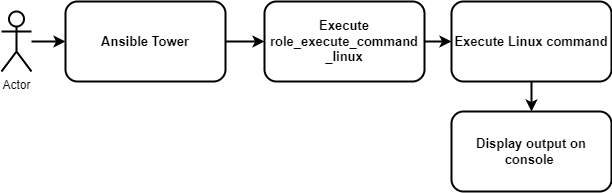 Ansible Tower
Execute
role_execute_command
_linux
Execute Linux command
Actor
Display output on
console